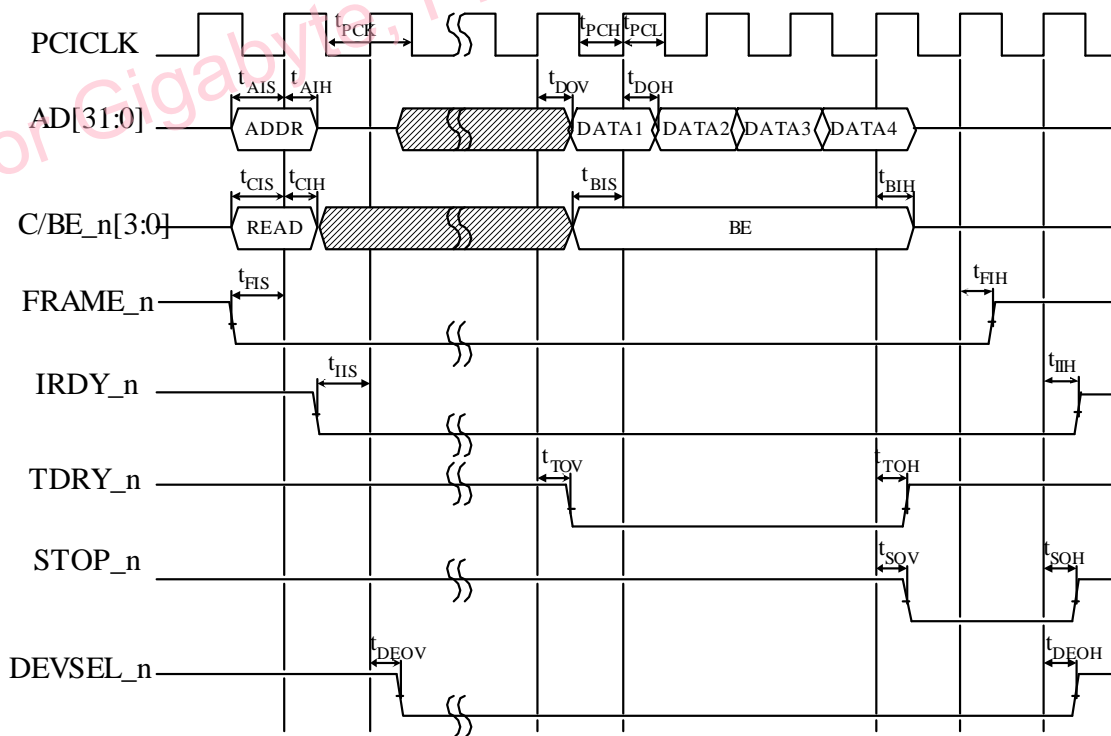 or Gigabyte,
PCICLK
tPCK
tPCH
tPCL
tAIS
tAIH
tDOV
tDOH
AD[31:0]
ADDR
DATA1
DATA2
DATA3
DATA4
tCIS
tCIH
tBIS
tBIH
C/BE_n[3:0]
READ
BE
tFIS
tFIH
FRAME_n
tIIS
tIIH
IRDY_n
TDRY_n
tTOV
tTOH
STOP_n
tSOV
tSOH
tDEOV
tDEOH
DEVSEL_n